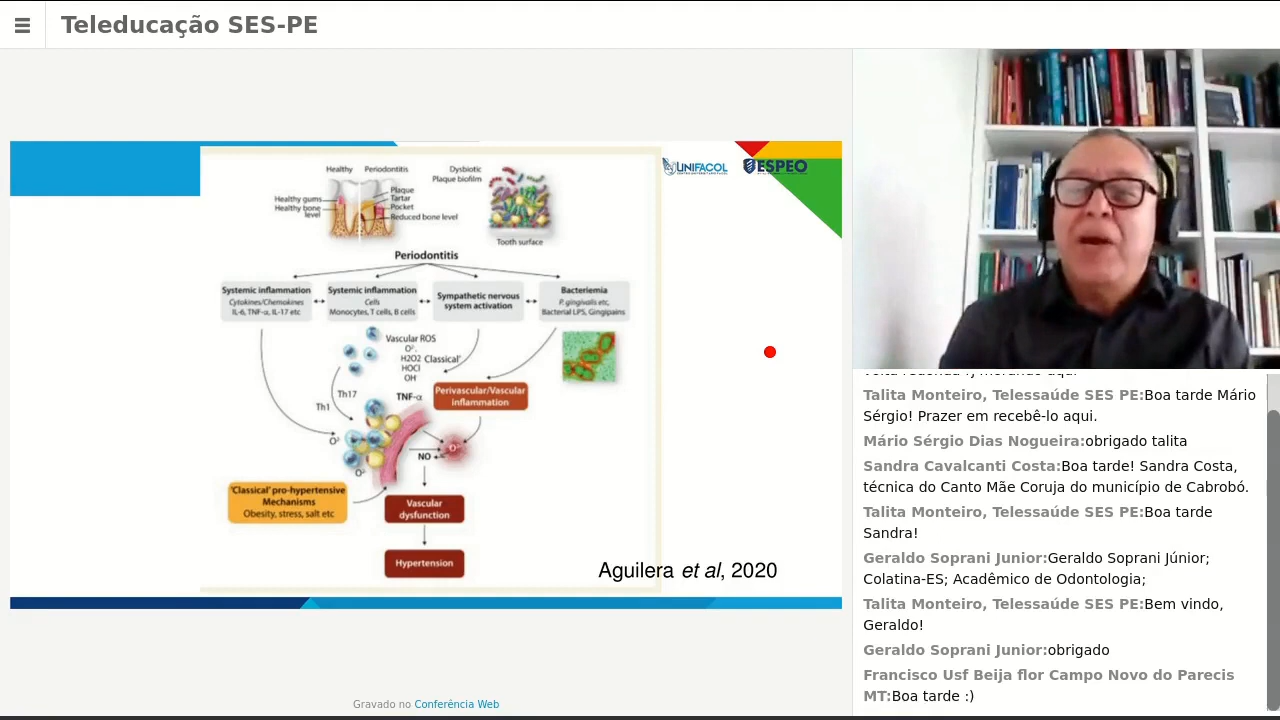 Teleducação SES-PE
UNIFACOL
ESPEO
Healthy
Periodontitis
Dysbiotic
Plaque biofilm
Healthy gums
Healthy bone
level
Plaque
Tartar
Pocket
Reduced bone level
Tooth surface
Periodontitis
Systemic inflammation
Cytokines/Chemokines
IL-6, TNF-α, IL-17 etc
Systemic inflammation
Cells
Monocytes, T cells, B cells
Sympathetic nervous
system activation
Bacteriemia
P. gingivalis etc,
Bacterial LPS, Gingipains
Vascular ROS
O²⁻
H2O2
HOCl
OH⁻
Classical'
Perivascular/Vascular
inflammation
Th17
Th1
TNF-α
O²
O²
NO
O²
'Classical' pro-hypertensive
Mechanisms
Obesity, stress, salt etc
Vascular
dysfunction
Hypertension
Aguilera et al, 2020
Talita Monteiro, Telessaúde SES PE:Boa tarde Mário
Sérgio! Prazer em recebê-lo aqui.
Mário Sérgio Dias Nogueira:obrigado talita
Sandra Cavalcanti Costa:Boa tarde! Sandra Costa,
técnica do Canto Mãe Coruja do município de Cabrobó.
Talita Monteiro, Telessaúde SES PE:Boa tarde
Sandra!
Geraldo Soprani Junior:Geraldo Soprani Júnior;
Colatina-ES; Acadêmico de Odontologia;
Talita Monteiro, Telessaúde SES PE:Bem vindo,
Geraldo!
Geraldo Soprani Junior:obrigado
Francisco Usf Beija flor Campo Novo do Parecis
MT:Boa tarde :)
Gravado no Conferência Web